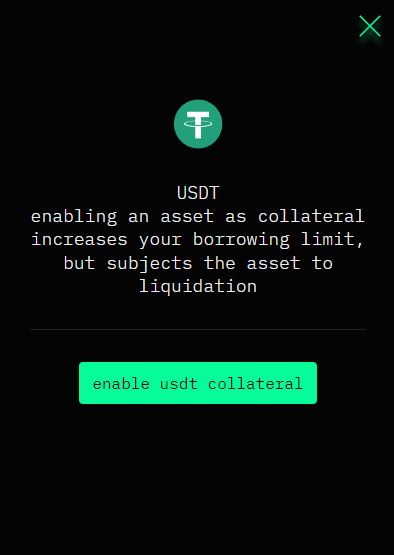 USDT
enabling an asset as collateral
increases your borrowing limit,
but subjects the asset to
liquidation
enable usdt collateral